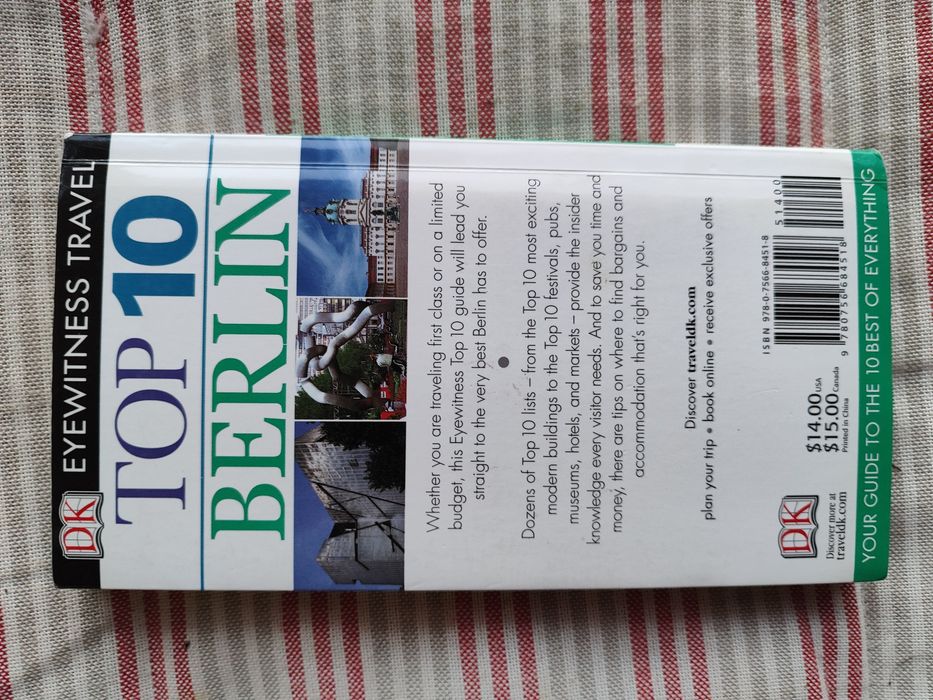 EYEWITNESS TRAVEL
DK
TOP 10
BERLIN
Whether you are traveling first class or on a limited
budget, this Eyewitness Top 10 guide will lead you
straight to the very best Berlin has to offer.
Dozens of Top 10 lists – from the Top 10 most exciting
modern buildings to the Top 10 festivals, pubs,
museums, hotels, and markets – provide the insider
knowledge every visitor needs. And to save you time and
money, there are tips on where to find bargains and
accommodation that's right for you.
Discover traveldk.com
plan your trip • book online • receive exclusive offers
ISBN 978-0-7566-8451-8
51400
9 780756 684518
$14.00 USA
$15.00 Canada
Printed in China
DK
Discover more at
traveldk.com
YOUR GUIDE TO THE 10 BEST OF EVERYTHING